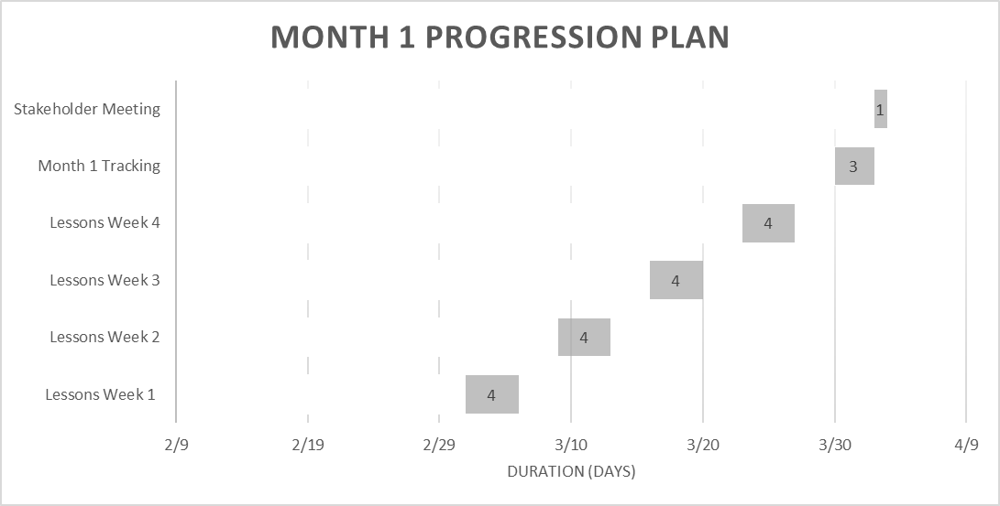 MONTH 1 PROGRESSION PLAN
Stakeholder Meeting
1
Month 1 Tracking
3
Lessons Week 4
4
Lessons Week 3
4
Lessons Week 2
4
Lessons Week 1
4
2/9 2/19 2/29 3/10 3/20 3/30 4/9
DURATION (DAYS)